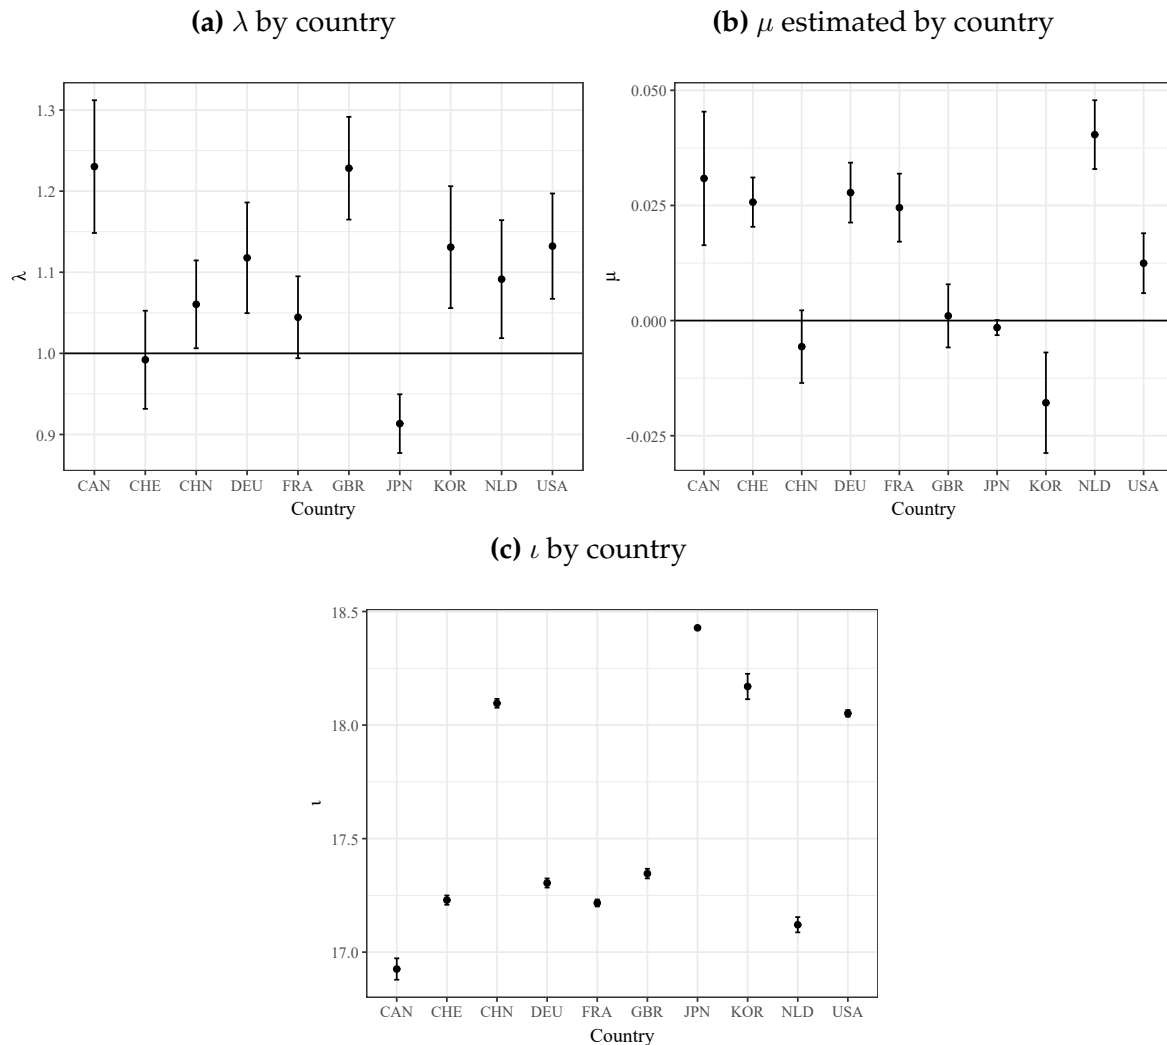 (a) λ by country
(b) μ estimated by country
1.3
1.2
1.1
1.0
0.9
λ
CAN CHE CHN DEU FRA GBR JPN KOR NLD USA
Country
0.050
0.025
0.000
-0.025
μ
CAN CHE CHN DEU FRA GBR JPN KOR NLD USA
Country
(c) ι by country
18.5
18.0
17.5
17.0
ι
CAN CHE CHN DEU FRA GBR JPN KOR NLD USA
Country